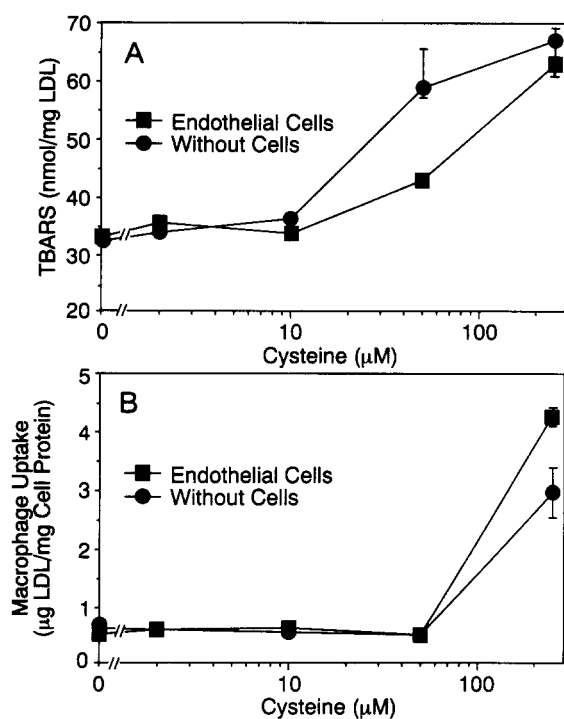 A
TBARS (nmol/mg LDL)
70
60
50
40
30
20
Endothelial Cells
Without Cells
0
10
100
Cysteine (μM)
B
Macrophage Uptake
(μg LDL/mg Cell Protein)
5
4
3
2
1
0
Endothelial Cells
Without Cells
0
10
100
Cysteine (μM)